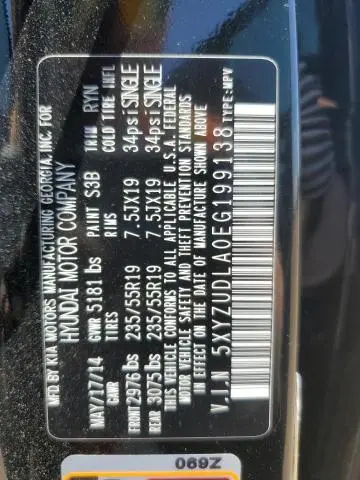 MFG BY KIA MOTORS MANUFACTURING GEORGIA, INC. FOR
HYUNDAI MOTOR COMPANY
MAY/17/14 GVWR 5181 lbs PAINT S3B TRIM RYN
GAWR TIRES RIMS COLD TIRE INFL
FRONT 2976 lbs 235/55R19 7.5JX19 34psi SINGLE
REAR 3075 lbs 235/55R19 7.5JX19 34psi SINGLE
THIS VEHICLE CONFORMS TO ALL APPLICABLE U.S.A. FEDERAL
MOTOR VEHICLE SAFETY AND THEFT PREVENTION STANDARDS
IN EFFECT ON THE DATE OF MANUFACTURE SHOWN ABOVE.
V.I.N 5XYZUDLA0EG199138 TYPE:MPV
069Z